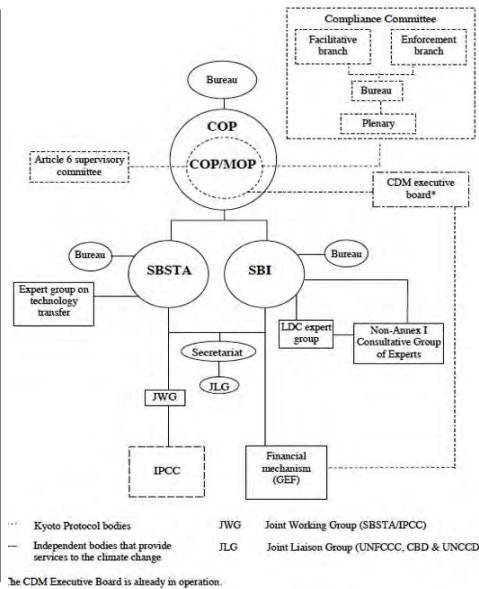 Compliance Committee
Facilitative
branch
Enforcement
branch
Bureau
Plenary
Bureau
COP
COP/MOP
Article 6 supervisory
committee
CDM executive
board*
Bureau
SBSTA
SBI
Bureau
Expert group on
technology
transfer
LDC expert
group
Non-Annex I
Consultative Group
of Experts
Secretariat
JLG
JWG
IPCC
Financial
mechanism
(GEF)
Kyoto Protocol bodies
JWG Joint Working Group (SBSTA/IPCC)
Independent bodies that provide
services to the climate change
JLG Joint Liaison Group (UNFCCC, CBD & UNCCD
he CDM Executive Board is already in operation.